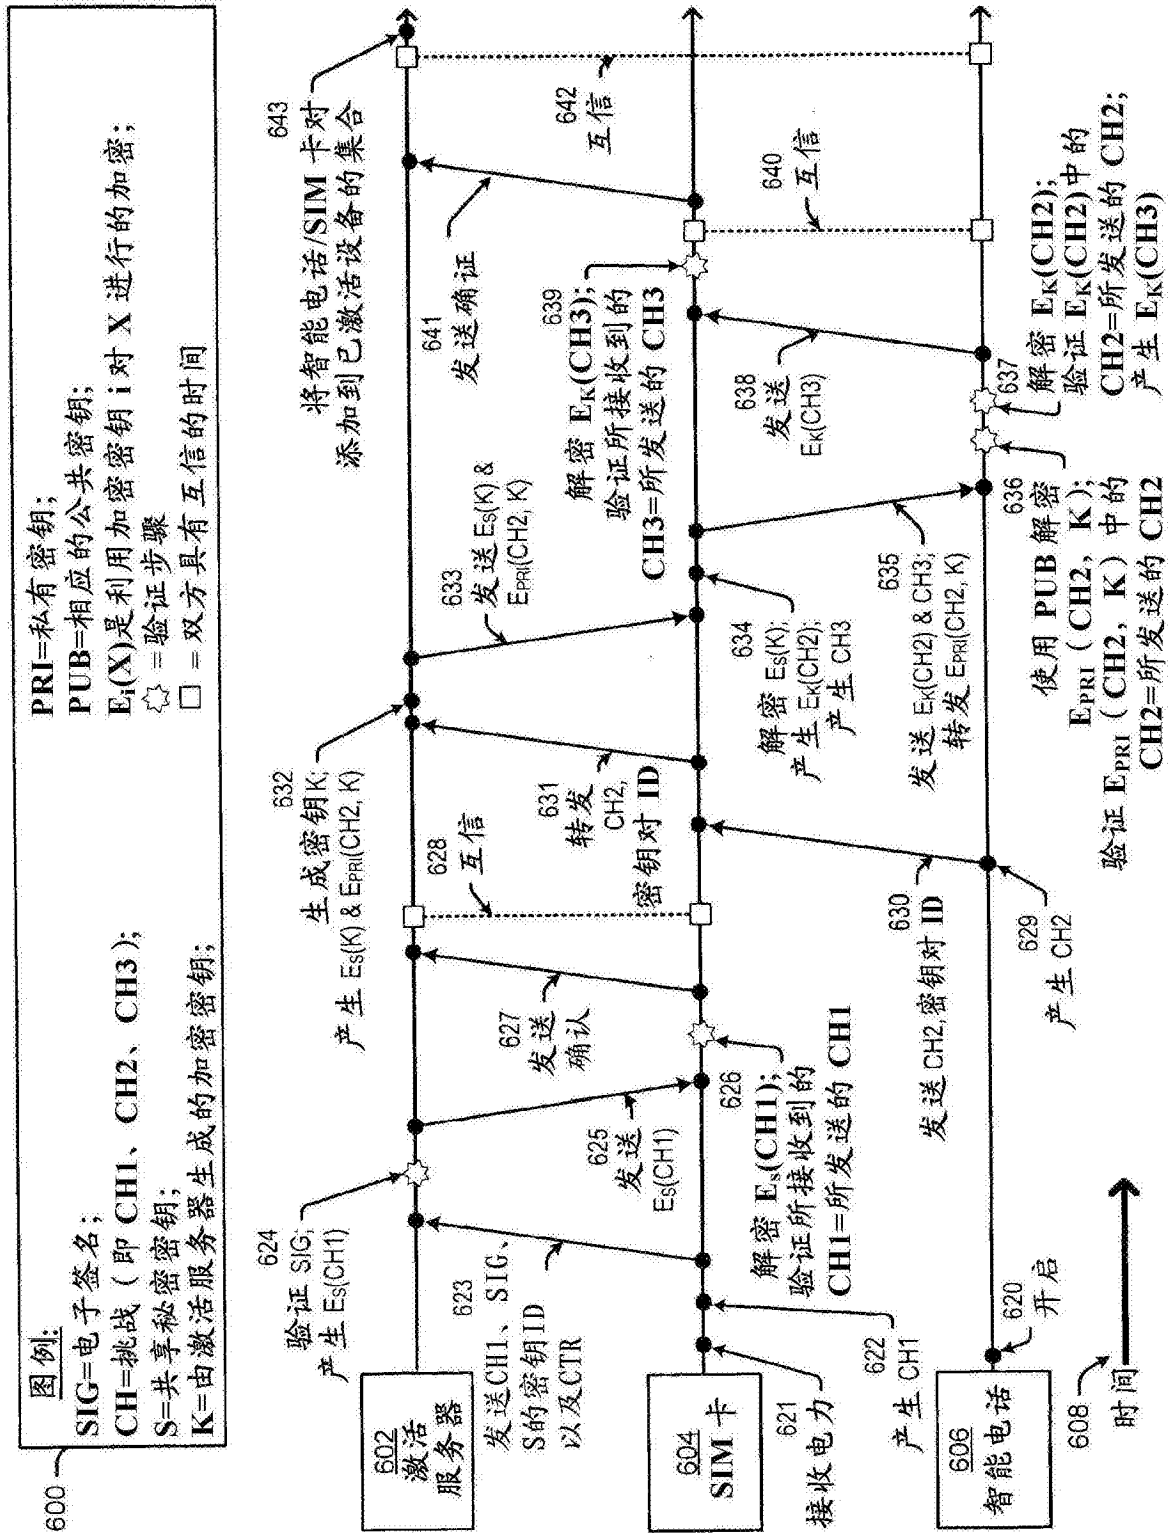 600
图例:
SIG=电子签名；
CH=挑战（即 CH1、CH2、CH3）；
S=共享秘密密钥；
K=由激活服务器生成的加密密钥；
PRI=私有密钥；
PUB=相应的公共密钥；
Ei(X)是利用加密密钥 i 对 X 进行的加密；
=验证步骤
= 双方具有互信的时间
602
激活
服务器
604
SIM 卡
606
智能电话
608
时间
620
开启
621
接收电力
622
产生 CH1
623
发送CH1、SIG、
S的密钥ID
以及CTR
624
验证 SIG;
产生 Es(CH1)
625
发送
Es(CH1)
626
解密 Es(CH1);
验证所接收到的
CH1=所发送的 CH1
627
发送
确认
628
互信
629
产生 CH2
630
发送 CH2,密钥对 ID
631
转发
CH2,
密钥对 ID
632
生成密钥K;
产生 Es(K) & EPRI(CH2, K)
633
发送 Es(K) &
EPRI(CH2, K)
634
解密 Es(K);
产生 EK(CH2);
产生 CH3
635
发送 EK(CH2) & CH3;
转发 EPRI(CH2, K)
636
使用 PUB 解密
EPRI（CH2，K）;
验证 EPRI（CH2，K）中的
CH2=所发送的 CH2
637
解密 EK(CH2);
验证 EK(CH2)中的
CH2=所发送的 CH2;
产生 EK(CH3)
638
发送
EK(CH3)
639
解密 EK(CH3);
验证所接收到的
CH3=所发送的 CH3
640
互信
641
发送确证
642
互信
643
将智能电话/SIM 卡对
添加到已激活设备的集合